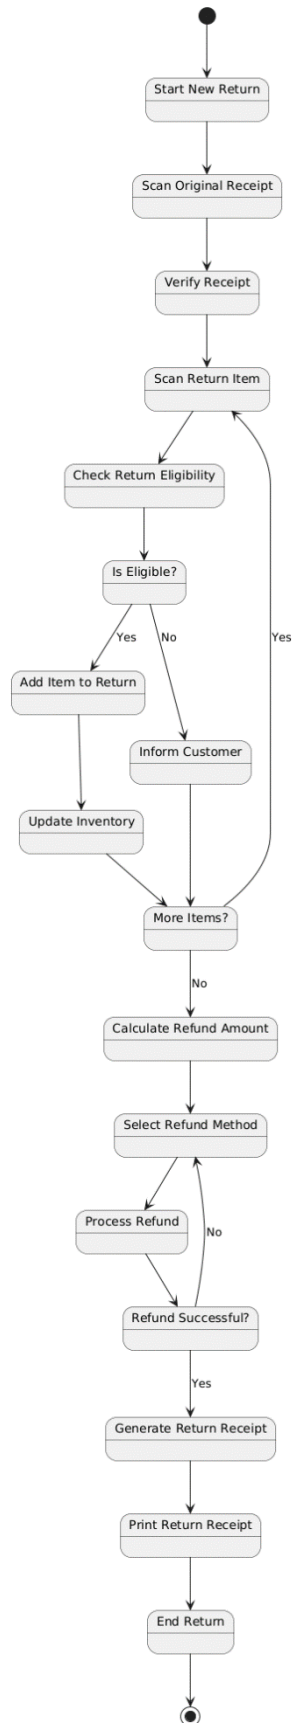 Start New Return
Scan Original Receipt
Verify Receipt
Scan Return Item
Check Return Eligibility
Is Eligible?
Yes
No
Yes
Add Item to Return
Inform Customer
Update Inventory
More Items?
No
Calculate Refund Amount
Select Refund Method
Process Refund
No
Refund Successful?
Yes
Generate Return Receipt
Print Return Receipt
End Return